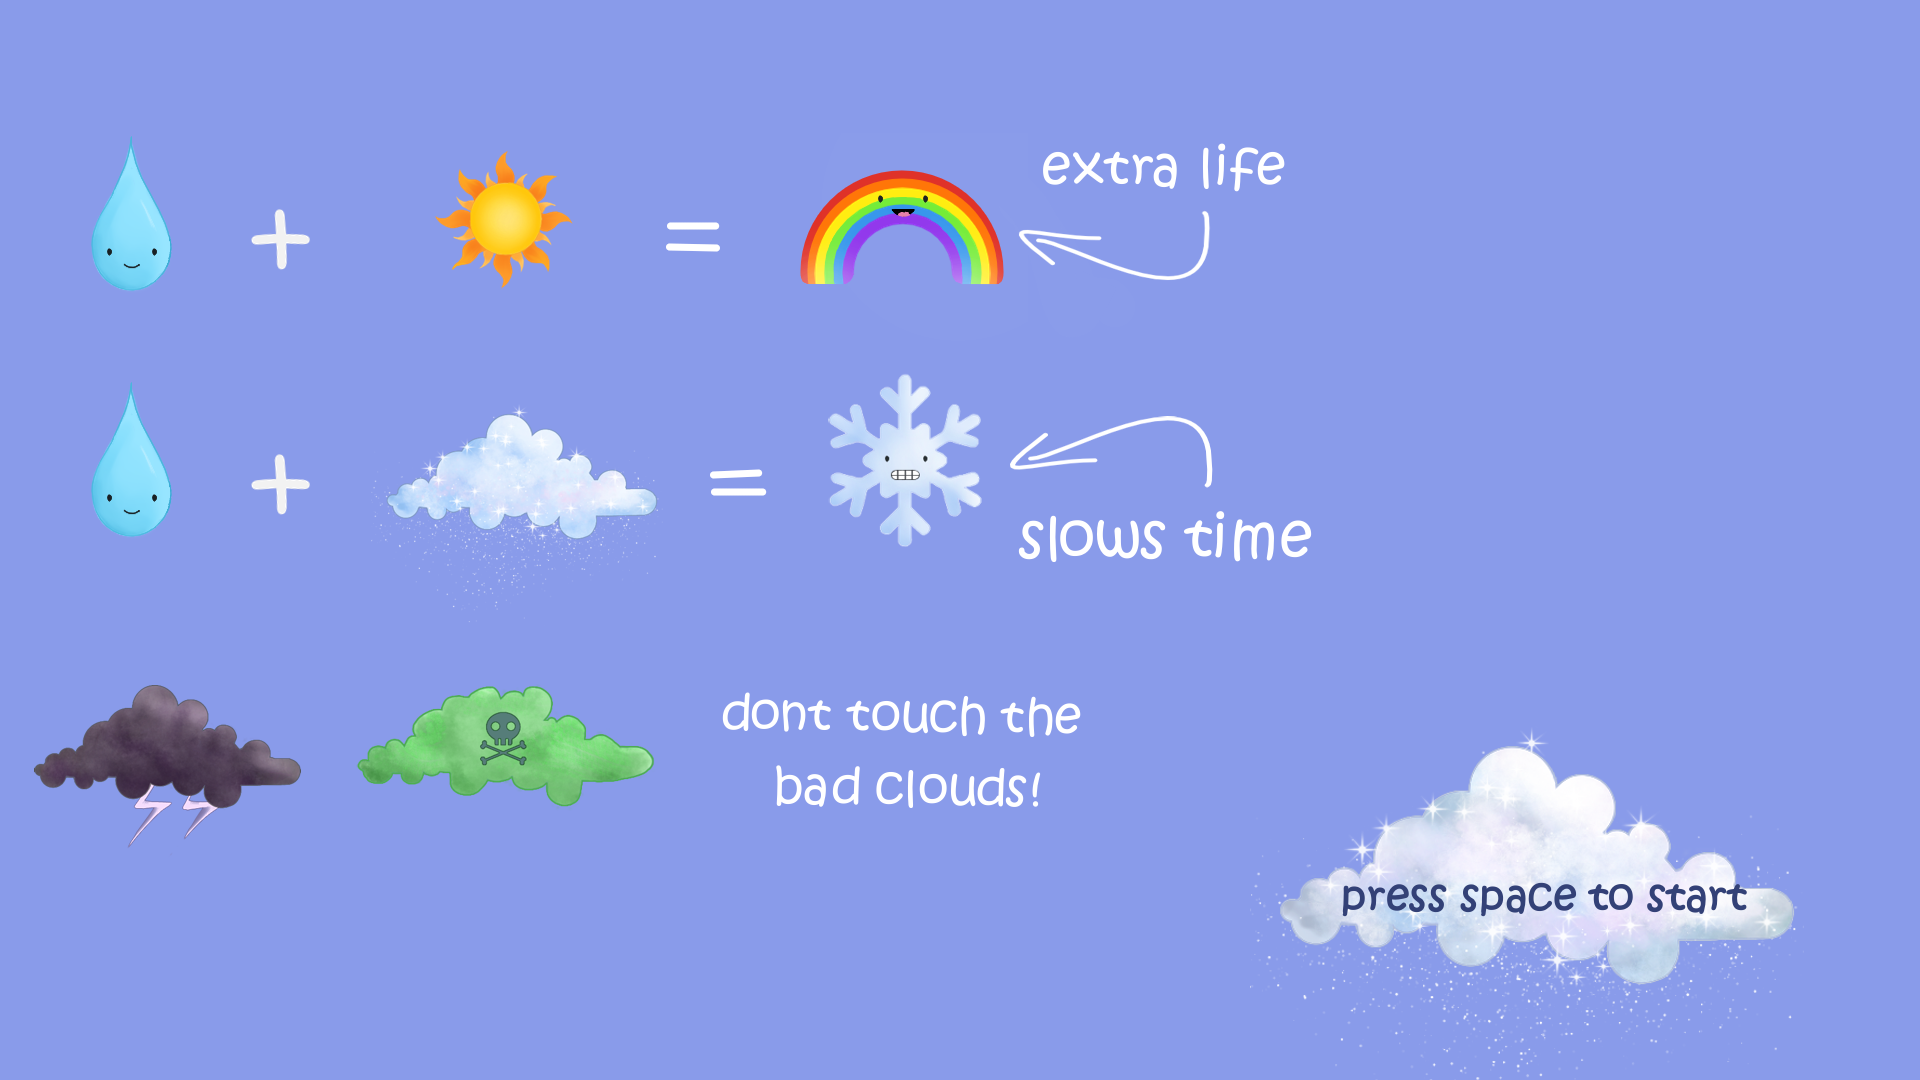 extra life
slows time
dont touch the
bad clouds!
press space to start